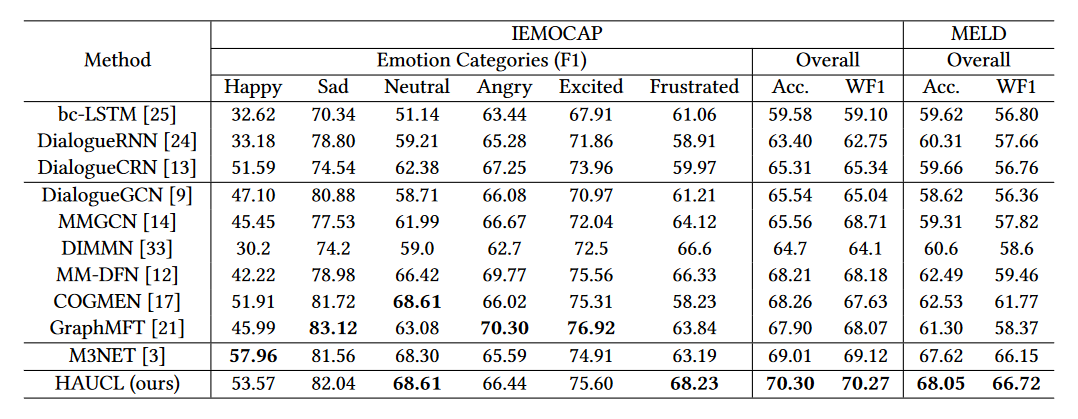 IEMOCAP MELD
Method Emotion Categories (F1) Overall Overall
Happy Sad Neutral Angry Excited Frustrated Acc. WF1 Acc. WF1
bc-LSTM [25] 32.62 70.34 51.14 63.44 67.91 61.06 59.58 59.10 59.62 56.80
DialogueRNN [24] 33.18 78.80 59.21 65.28 71.86 58.91 63.40 62.75 60.31 57.66
DialogueCRN [13] 51.59 74.54 62.38 67.25 73.96 59.97 65.31 65.34 59.66 56.76
DialogueGCN [9] 47.10 80.88 58.71 66.08 70.97 61.21 65.54 65.04 58.62 56.36
MMGCN [14] 45.45 77.53 61.99 66.67 72.04 64.12 65.56 68.71 59.31 57.82
DIMMN [33] 30.2 74.2 59.0 62.7 72.5 66.6 64.7 64.1 60.6 58.6
MM-DFN [12] 42.22 78.98 66.42 69.77 75.56 66.33 68.21 68.18 62.49 59.46
COGMEN [17] 51.91 81.72 68.61 66.02 75.31 58.23 68.26 67.63 62.53 61.77
GraphMFT [21] 45.99 83.12 63.08 70.30 76.92 63.84 67.90 68.07 61.30 58.37
M3NET [3] 57.96 81.56 68.30 65.59 74.91 63.19 69.01 69.12 67.62 66.15
HAUCL (ours) 53.57 82.04 68.61 66.44 75.60 68.23 70.30 70.27 68.05 66.72